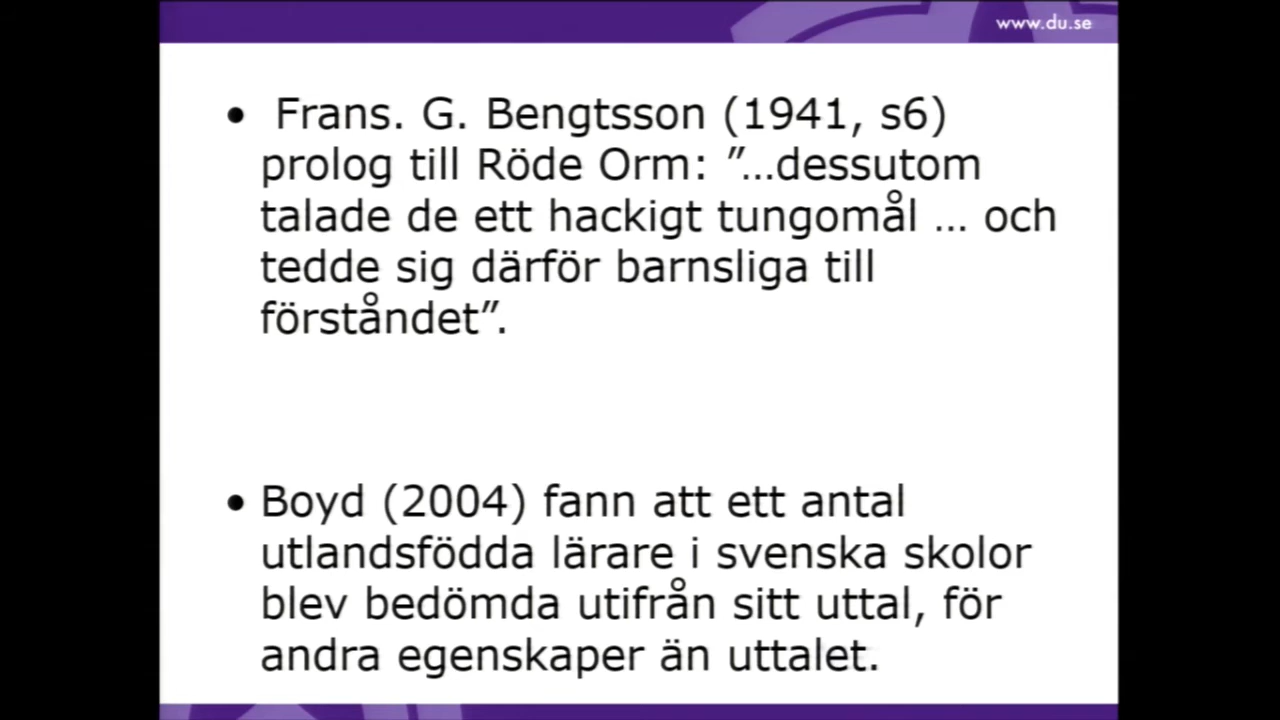 www.du.se
• Frans. G. Bengtsson (1941, s6)
prolog till Röde Orm: ”…dessutom
talade de ett hackigt tungomål … och
tedde sig därför barnsliga till
förståndet”.
• Boyd (2004) fann att ett antal
utlandsfödda lärare i svenska skolor
blev bedömda utifrån sitt uttal, för
andra egenskaper än uttalet.